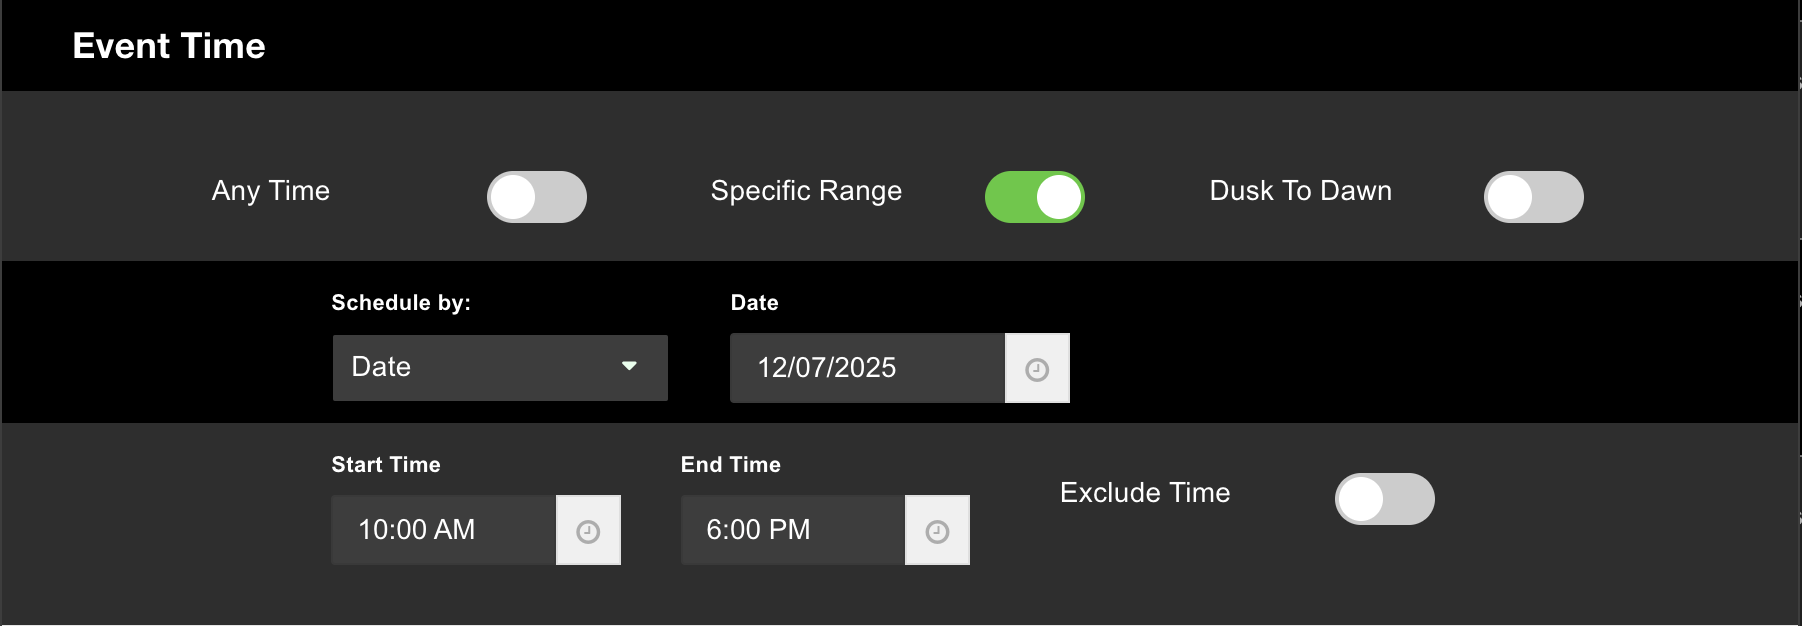 Event Time
Any Time
Specific Range
Dusk To Dawn
Schedule by:
Date
Date
12/07/2025
Start Time
End Time
Exclude Time
10:00 AM
6:00 PM